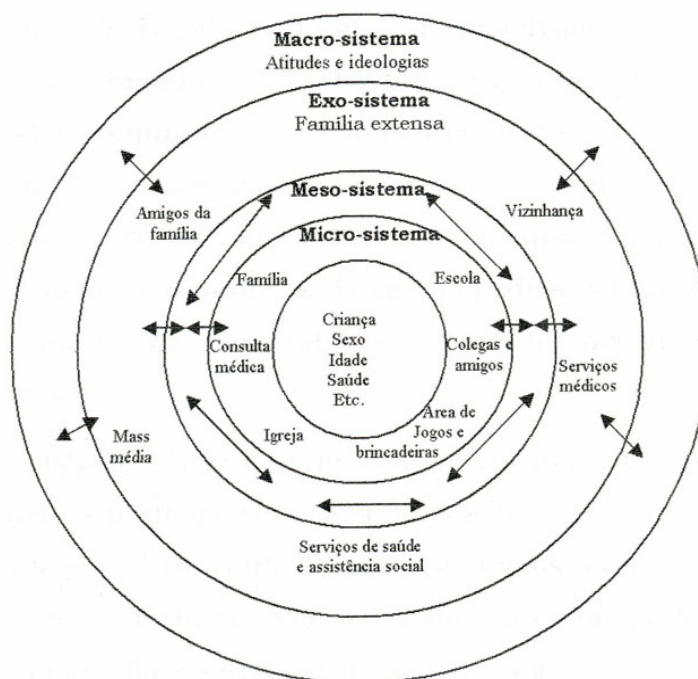 Macro-sistema
Atitudes e ideologias
Exo-sistema
Família extensa
Meso-sistema
Amigos da
família
Vizinhança
Micro-sistema
Família
Escola
Criança
Sexo
Idade
Saúde
Etc.
Consulta
médica
Colegas e
amigos
Serviços
médicos
Igreja
Área de
Jogos e
brincadeiras
Mass
média
Serviços de saúde
e assistência social